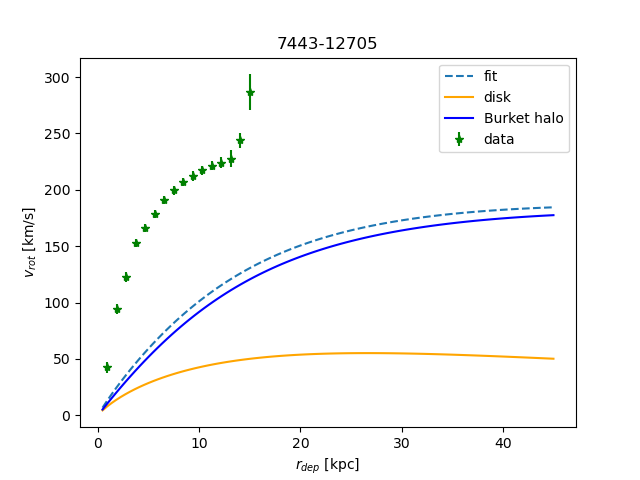 7443-12705
300
250
200
150
100
50
0
v_rot [km/s]
fit
disk
Burket halo
data
0 10 20 30 40
r_dep [kpc]